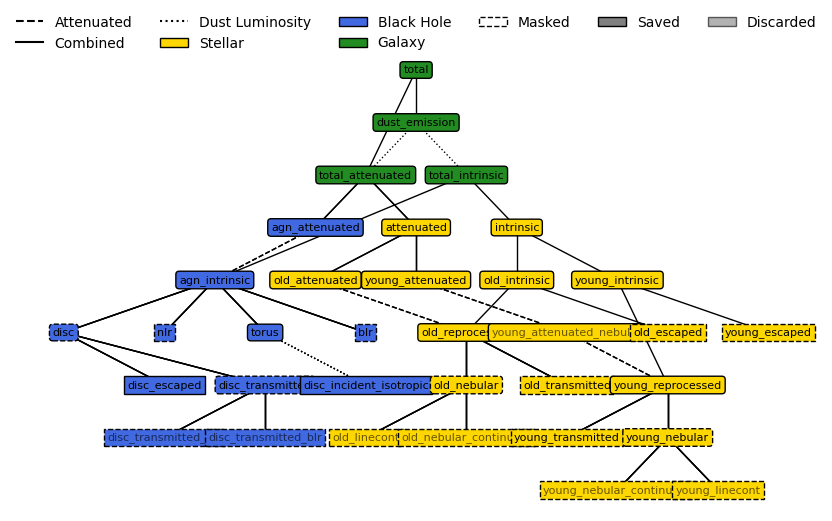 Attenuated Dust Luminosity Black Hole Masked Saved Discarded
Combined Stellar Galaxy
total
dust_emission
total_attenuated total_intrinsic
agn_attenuated attenuated intrinsic
agn_intrinsic old_attenuated young_attenuated old_intrinsic young_intrinsic
disc nlr torus blr old_reproces young_attenuated_nebul old_escaped young_escaped
disc_escaped disc_transmitte disc_incident_isotropic old_nebular old_transmitted young_reprocessed
disc_transmitted disc_transmitted_blr old_linecont old_nebular_continu young_transmitted young_nebular
young_nebular_continu young_linecont